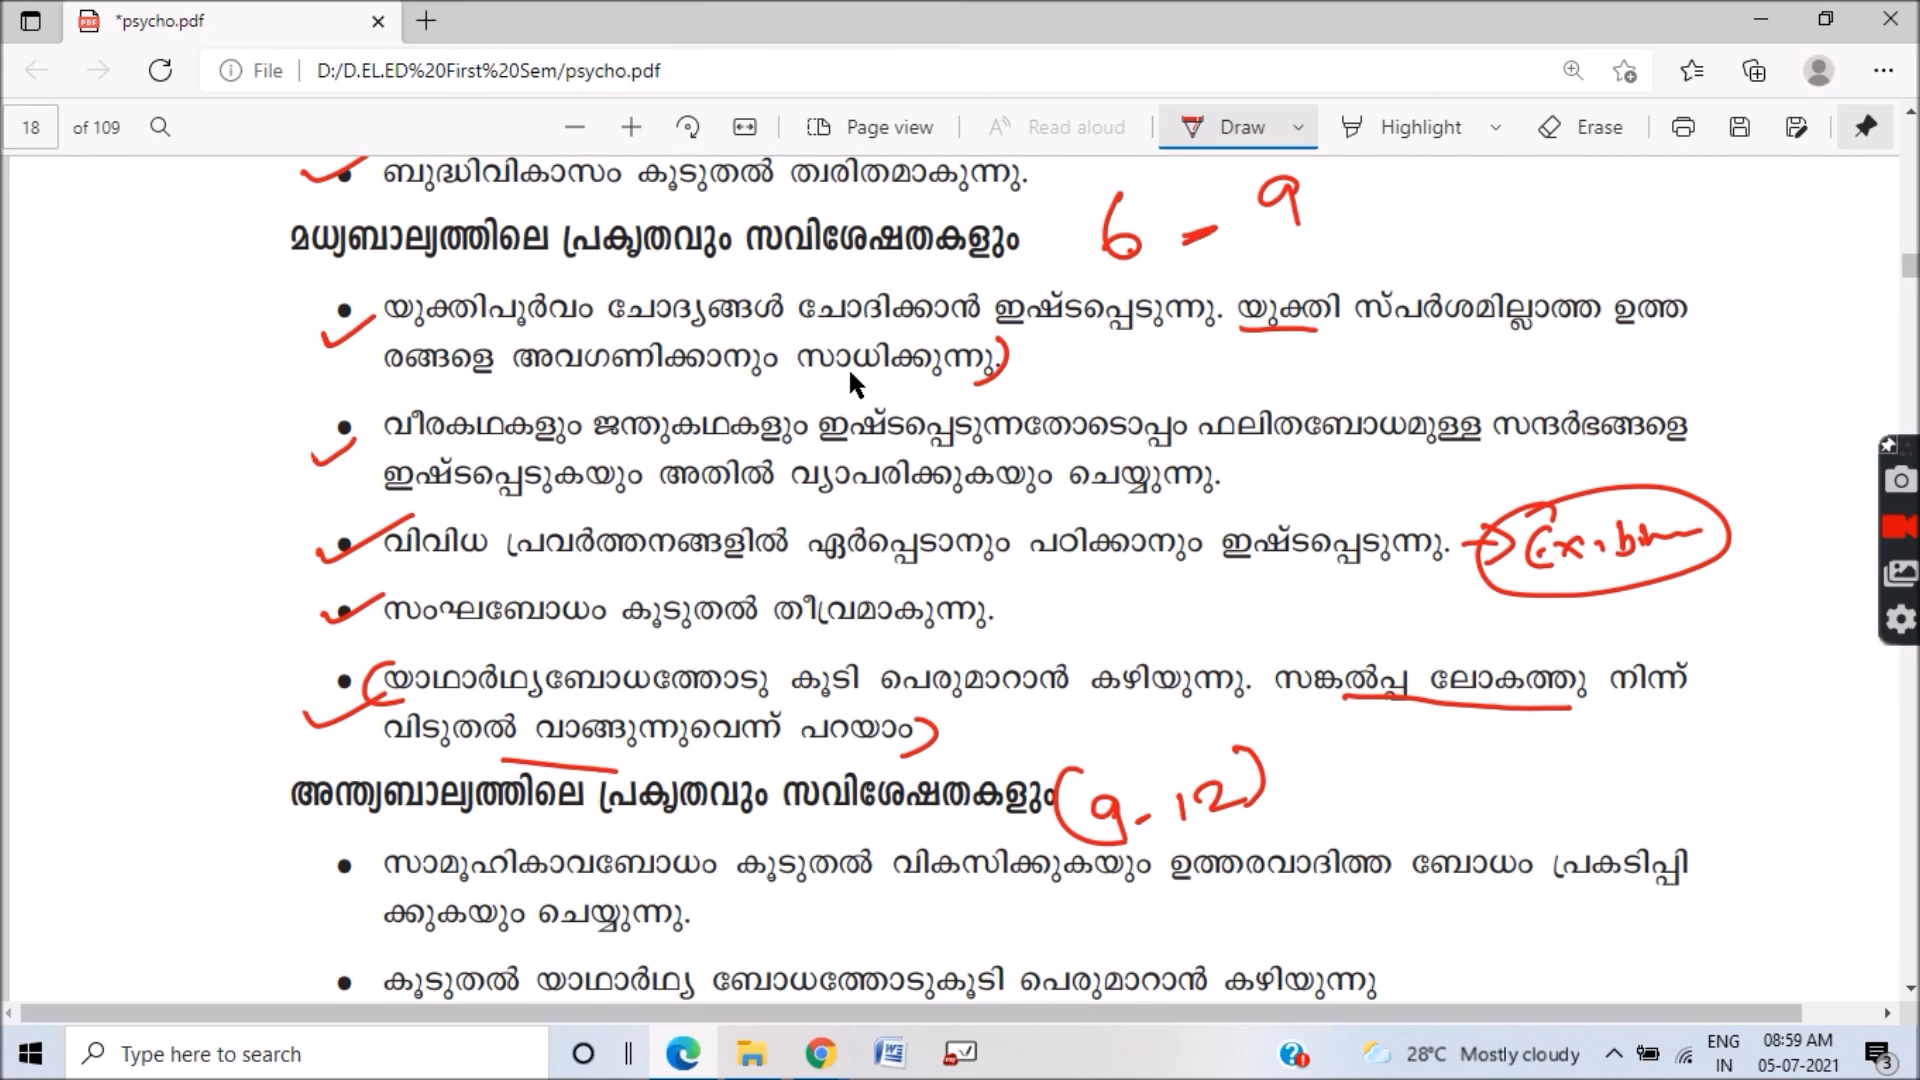 *psycho.pdf
File D:/D.EL.ED%20First%20Sem/psycho.pdf
18 of 109 Page view Read aloud Draw Highlight Erase
ബുദ്ധിവികാസം കൂടുതൽ ത്വരിതമാകുന്നു.
മധ്യബാല്യത്തിലെ പ്രകൃതവും സവിശേഷതകളും 6 - 9
യുക്തിപൂർവം ചോദ്യങ്ങൾ ചോദിക്കാൻ ഇഷ്ടപ്പെടുന്നു. യുക്തി സ്പർശമില്ലാത്ത ഉത്ത
രങ്ങളെ അവഗണിക്കാനും സാധിക്കുന്നു.
വീരകഥകളും ജന്തുകഥകളും ഇഷ്ടപ്പെടുന്നതോടൊപ്പം ഫലിതബോധമുള്ള സന്ദർഭങ്ങളെ
ഇഷ്ടപ്പെടുകയും അതിൽ വ്യാപരിക്കുകയും ചെയ്യുന്നു.
വിവിധ പ്രവർത്തനങ്ങളിൽ ഏർപ്പെടാനും പഠിക്കാനും ഇഷ്ടപ്പെടുന്നു.
സംഘബോധം കൂടുതൽ തീവ്രമാകുന്നു.
യാഥാർഥ്യബോധത്തോടു കൂടി പെരുമാറാൻ കഴിയുന്നു. സങ്കൽപ്പ ലോകത്തു നിന്ന്
വിടുതൽ വാങ്ങുന്നുവെന്ന് പറയാം
അന്ത്യബാല്യത്തിലെ പ്രകൃതവും സവിശേഷതകളും (9-12)
സാമൂഹികാവബോധം കൂടുതൽ വികസിക്കുകയും ഉത്തരവാദിത്ത ബോധം പ്രകടിപ്പി
ക്കുകയും ചെയ്യുന്നു.
കൂടുതൽ യാഥാർഥ്യ ബോധത്തോടുകൂടി പെരുമാറാൻ കഴിയുന്നു
Type here to search 28°C Mostly cloudy ENG 08:59 AM
IN 05-07-2021 3